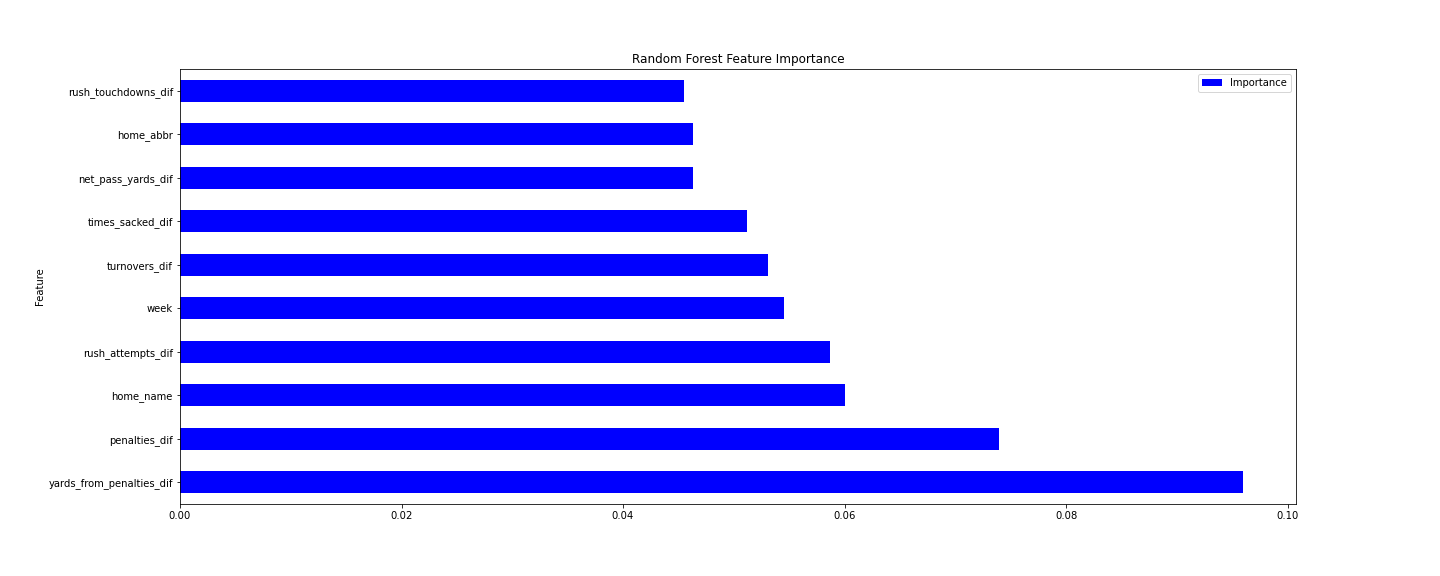 Random Forest Feature Importance
Importance
rush_touchdowns_dif
home_abbr
net_pass_yards_dif
times_sacked_dif
turnovers_dif
week
rush_attempts_dif
home_name
penalties_dif
yards_from_penalties_dif
Feature
0.00 0.02 0.04 0.06 0.08 0.10